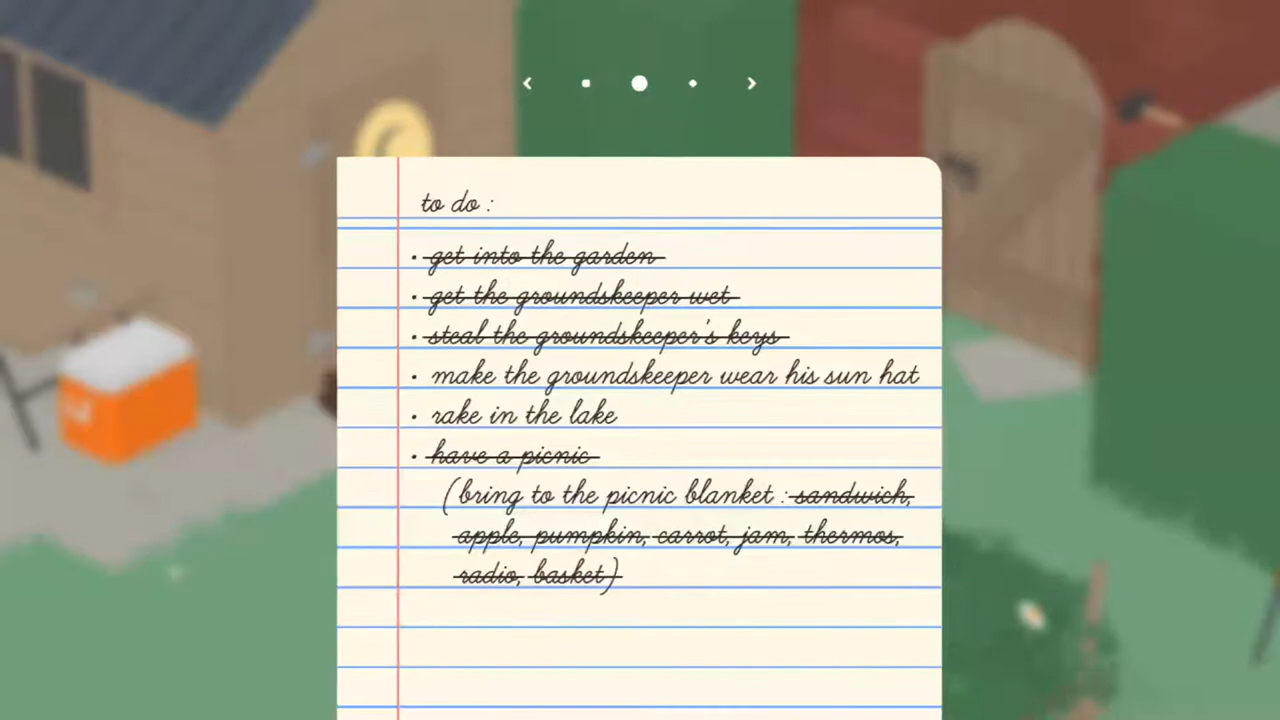 to do :
• get into the garden
• get the groundskeeper wet
• steal the groundskeeper's keys
• make the groundskeeper wear his sun hat
• rake in the lake
• have a picnic
(bring to the picnic blanket : sandwich,
apple, pumpkin, carrot, jam, thermos,
radio, basket)